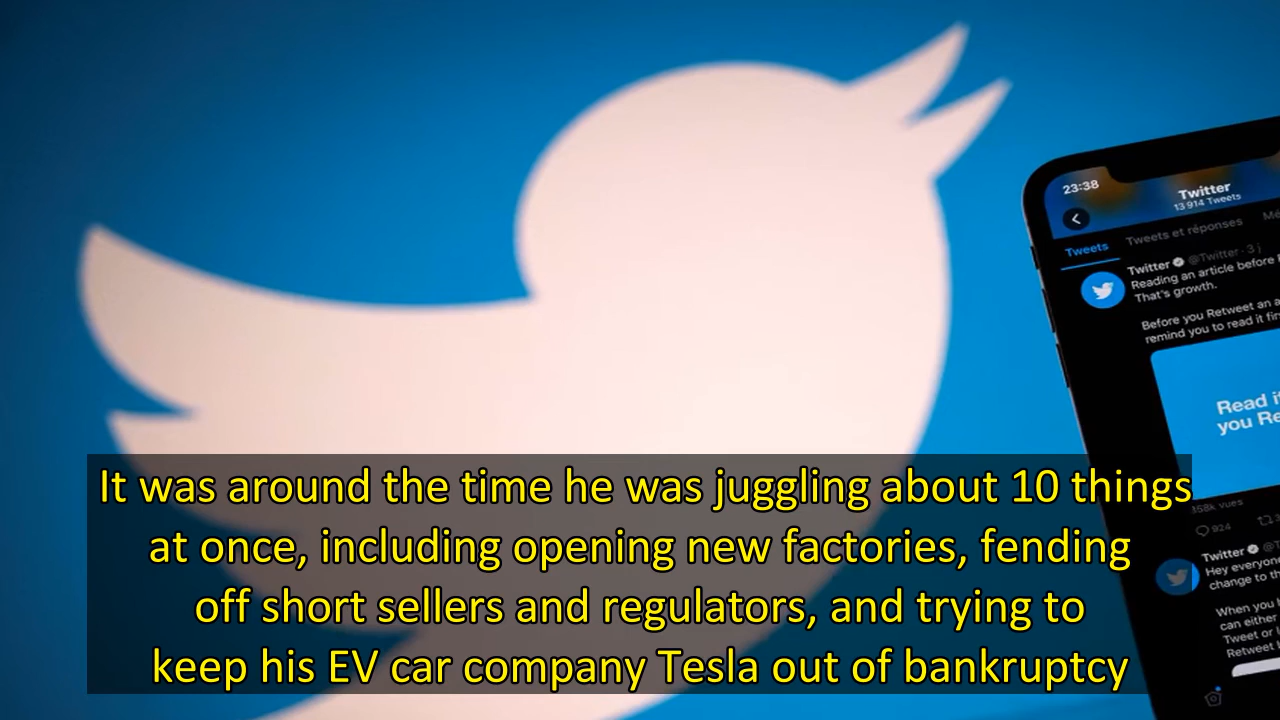 23:38
Twitter
13 914 Tweets
Tweets Tweets et réponses
Twitter @Twitter · 3 j
Reading an article before
That's growth.
Before you Retweet an a
remind you to read it
Read
you
358k vues
924
Twitter
Hey everyone
change to
When you
can either
Tweet or
Retweet
It was around the time he was juggling about 10 things
at once, including opening new factories, fending
off short sellers and regulators, and trying to
keep his EV car company Tesla out of bankruptcy